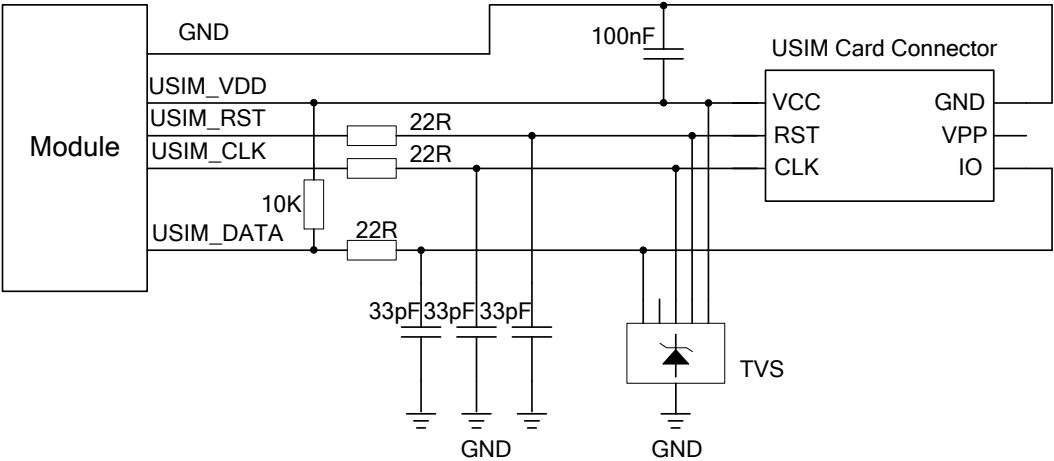 GND
100nF
USIM Card Connector
USIM_VDD
VCC
GND
USIM_RST
22R
RST
VPP
Module
USIM_CLK
22R
CLK
IO
10K
USIM_DATA
22R
33pF 33pF 33pF
TVS
GND
GND